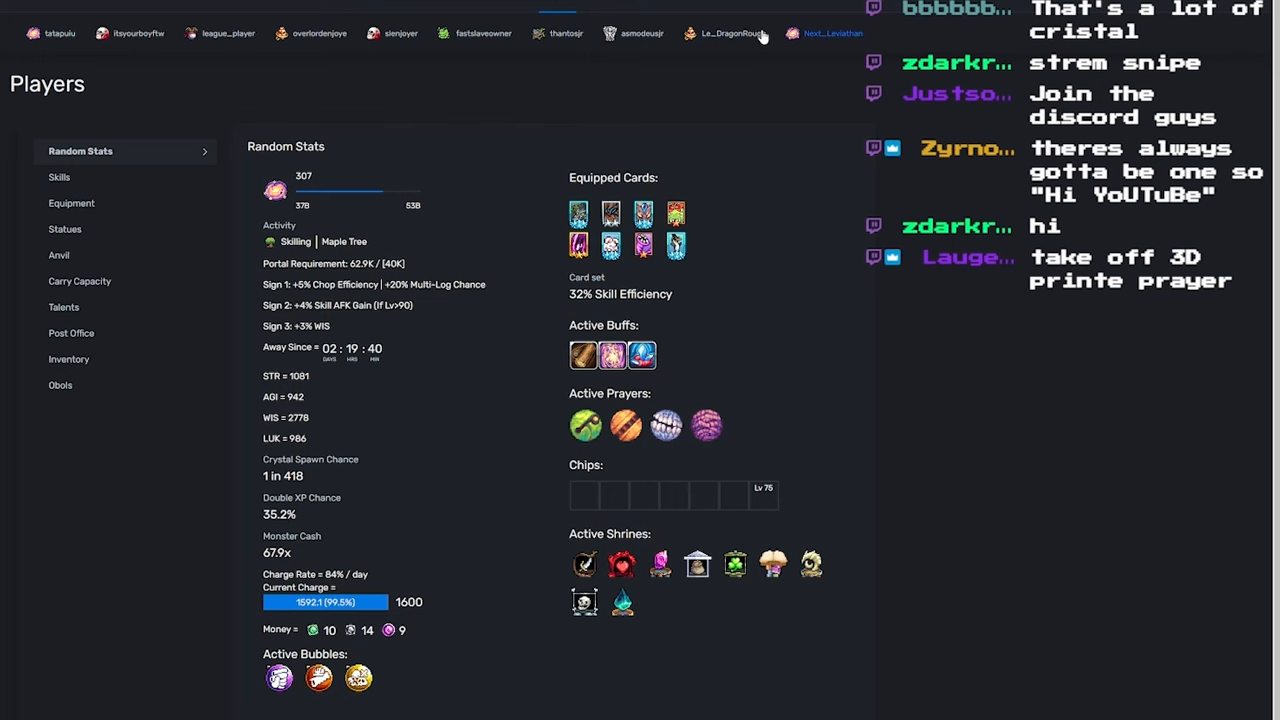 tatapuiu itsyourboyftw league_player overlordenjoye slenjoyer fastslaveowner thantosjr asmodeusjr Le_DragonRoug Next_Leviathan
Players
Random Stats
Skills
Equipment
Statues
Anvil
Carry Capacity
Talents
Post Office
Inventory
Obols
Random Stats
307
37B 53B
Activity
Skilling | Maple Tree
Portal Requirement: 62.9K / [40K]
Sign 1: +5% Chop Efficiency | +20% Multi-Log Chance
Sign 2: +4% Skill AFK Gain (If Lv>90)
Sign 3: +3% WIS
Away Since = 02 : 19 : 40
DAYS HRS MIN
STR = 1081
AGI = 942
WIS = 2778
LUK = 986
Crystal Spawn Chance
1 in 418
Double XP Chance
35.2%
Monster Cash
67.9x
Charge Rate = 84% / day
Current Charge =
1592.1 (99.5%) 1600
Money = 10 14 9
Active Bubbles:
Equipped Cards:
Card set
32% Skill Efficiency
Active Buffs:
Active Prayers:
Chips:
Lv 75
Active Shrines:
bbbbbb... That's a lot of
cristal
zdarkr... strem snipe
Justso... Join the
discord guys
Zyrno... theres always
gotta be one so
"Hi YoUTuBe"
zdarkr... hi
Lauge... take off 3D
printe prayer